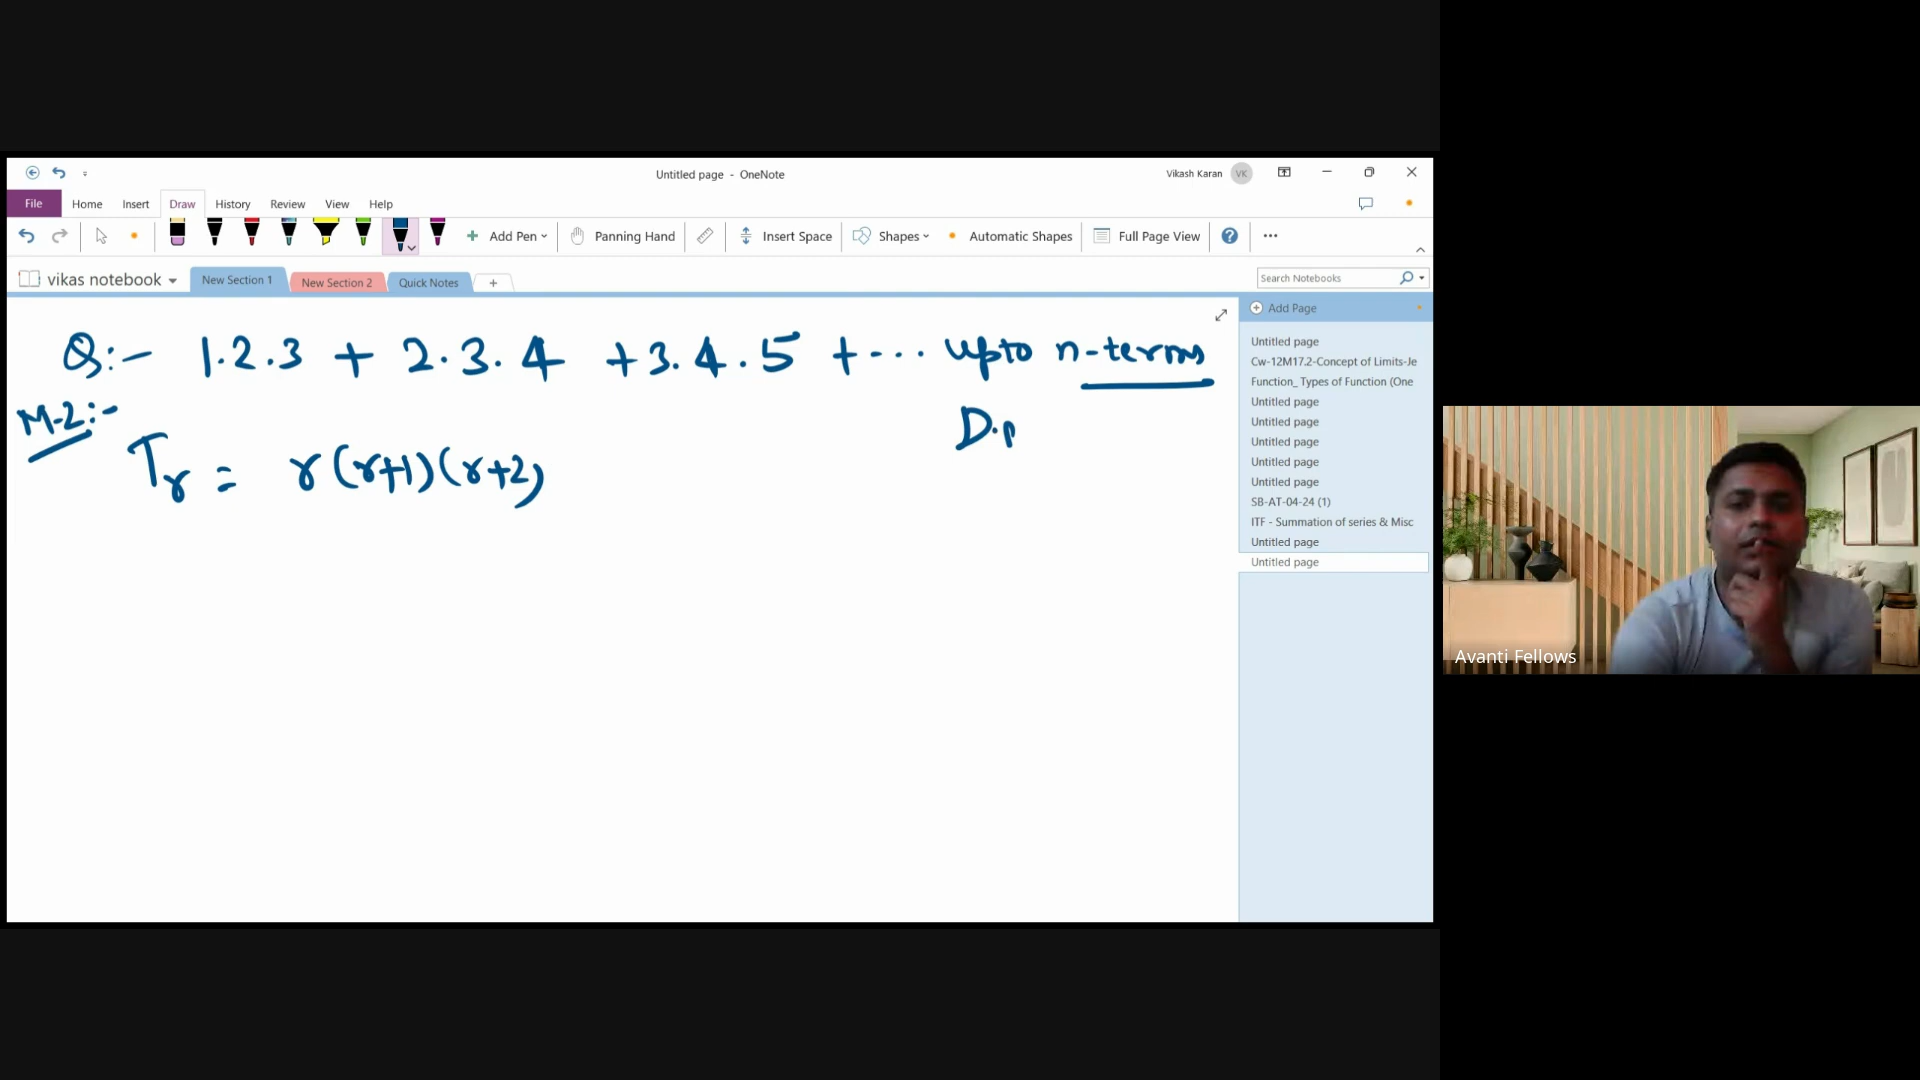 Untitled page - OneNote
Vikash Karan VK
File Home Insert Draw History Review View Help
Add Pen Panning Hand Insert Space Shapes Automatic Shapes Full Page View ? ...
vikas notebook New Section 1 New Section 2 Quick Notes +
Search Notebooks
Add Page
Untitled page
Cw-12M17.2-Concept of Limits-Je
Function_ Types of Function (One
Untitled page
Untitled page
Untitled page
Untitled page
Untitled page
SB-AT-04-24 (1)
ITF - Summation of series & Misc
Untitled page
Untitled page
Q:- 1.2.3 + 2.3.4 + 3.4.5 + ... upto n-terms
M-2:-
D.p
Tr = r(r+1)(r+2)
Avanti Fellows